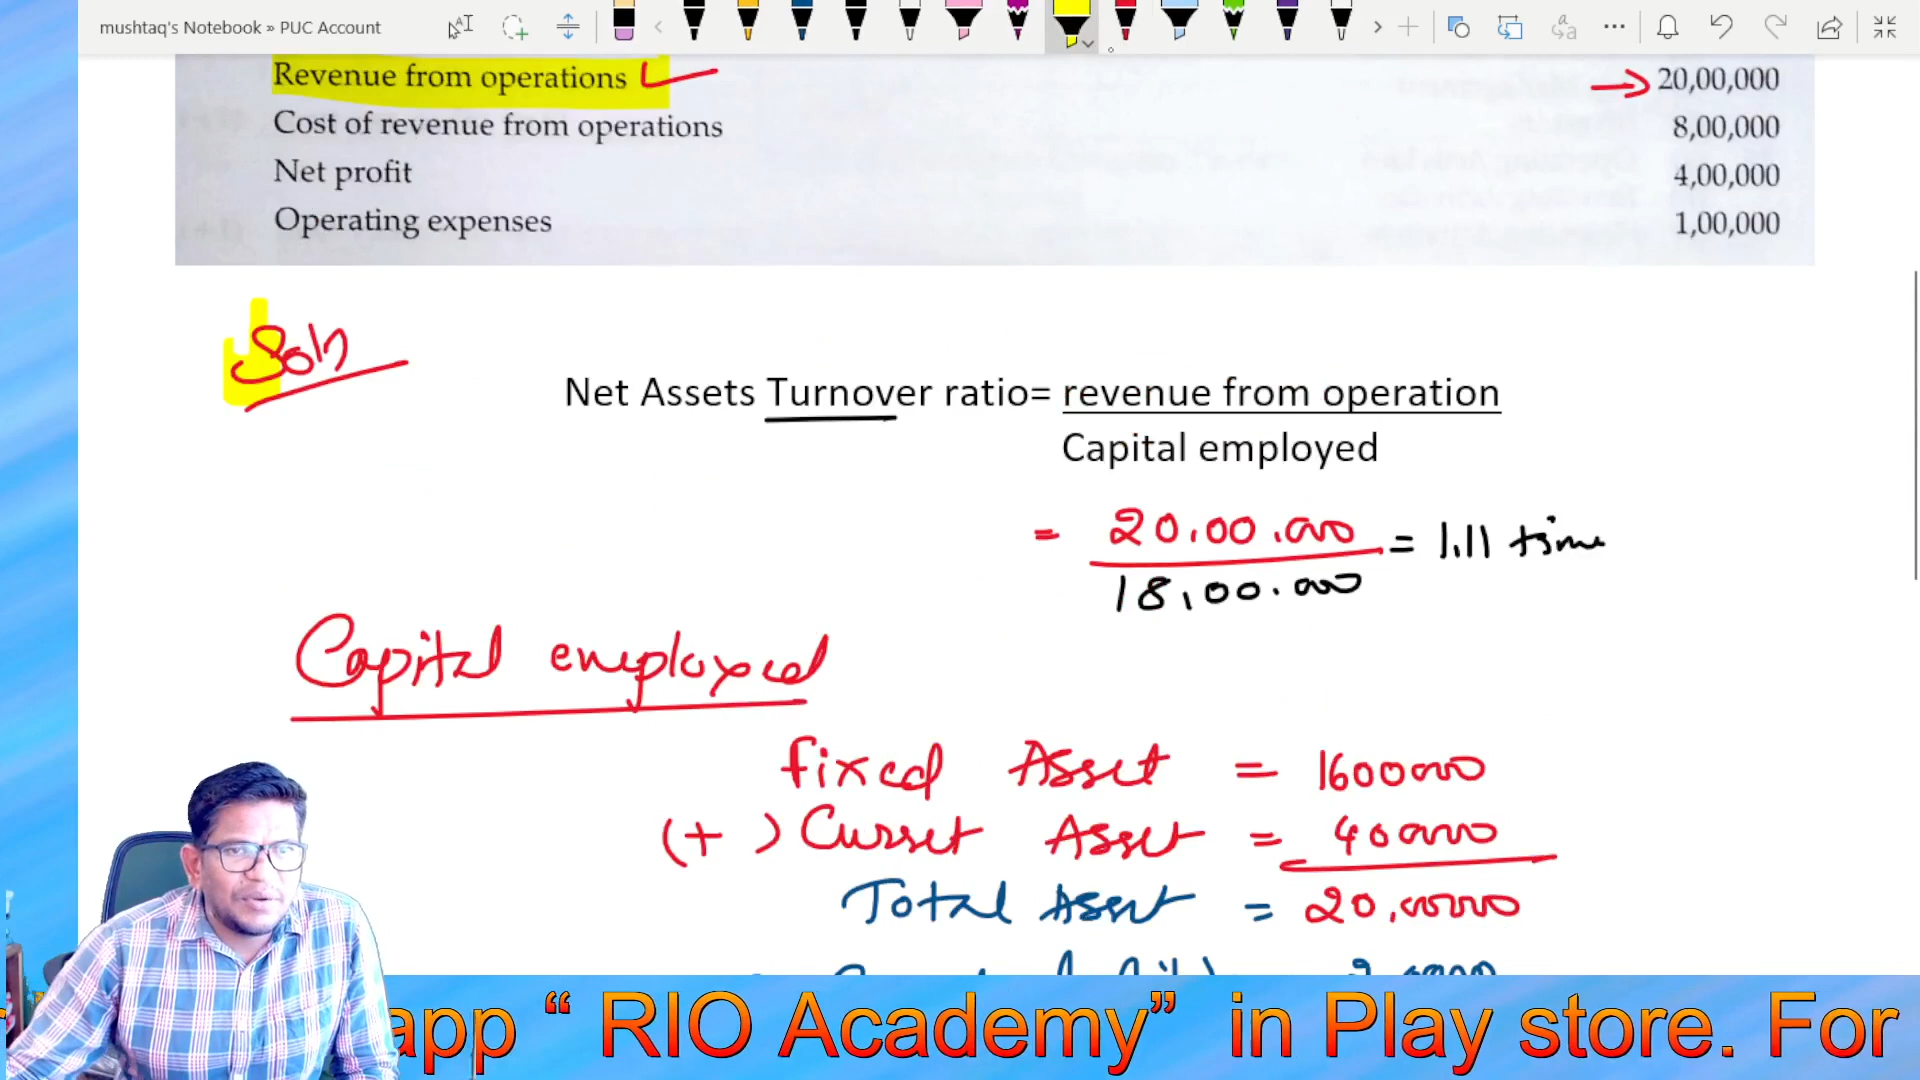 mushtaq's Notebook » PUC Account
Revenue from operations 20,00,000
Cost of revenue from operations 8,00,000
Net profit 4,00,000
Operating expenses 1,00,000
Soln
Net Assets Turnover ratio= revenue from operation
Capital employed
= 20,00,000 = 1.11 time
18,00,000
Capital employed
fixed Asset = 1600000
(+) Curret Asset = 400000
Total Asset = 20,00000
app “ RIO Academy” in Play store. For